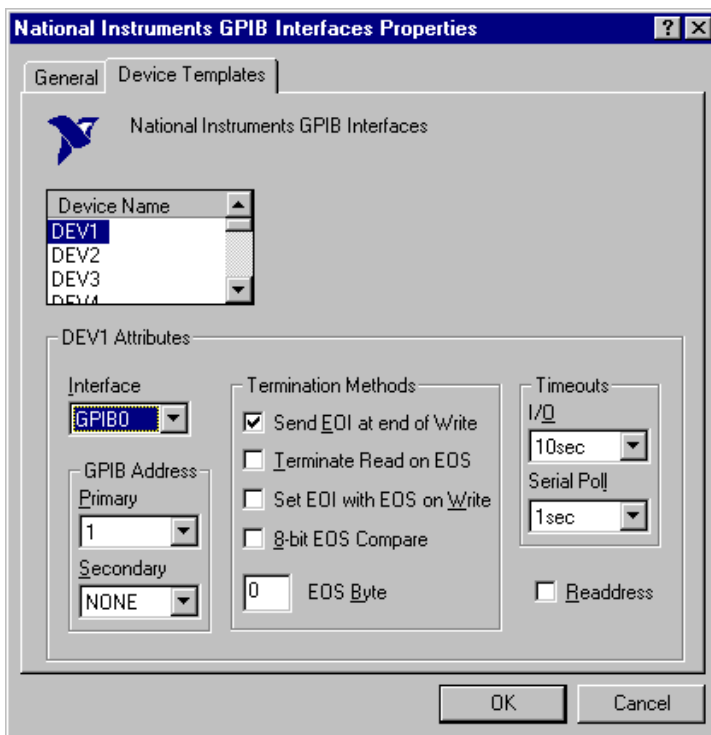 National Instruments GPIB Interfaces Properties
General
Device Templates
National Instruments GPIB Interfaces
Device Name
DEV1
DEV2
DEV3
DEV4
DEV1 Attributes
Interface
GPIB0
GPIB Address
Primary
1
Secondary
NONE
Termination Methods
Send EOI at end of Write
Terminate Read on EOS
Set EOI with EOS on Write
8-bit EOS Compare
0 EOS Byte
Timeouts
I/O
10sec
Serial Poll
1sec
Readdress
OK
Cancel